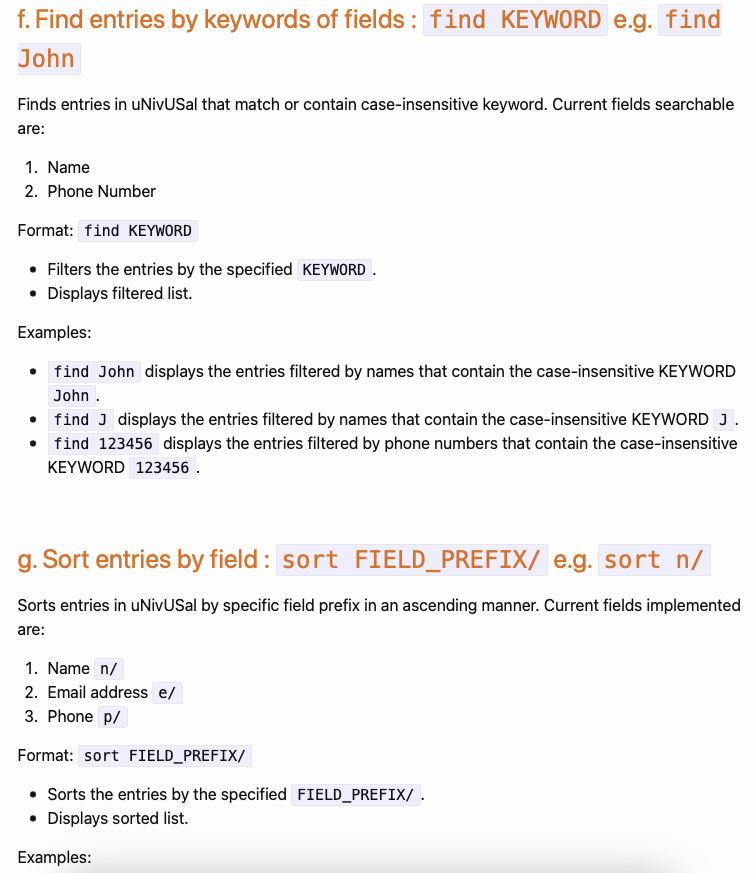 f. Find entries by keywords of fields : find KEYWORD e.g. find
John
Finds entries in uNivUSal that match or contain case-insensitive keyword. Current fields searchable
are:
1. Name
2. Phone Number
Format: find KEYWORD
• Filters the entries by the specified KEYWORD .
• Displays filtered list.
Examples:
• find John displays the entries filtered by names that contain the case-insensitive KEYWORD
John .
• find J displays the entries filtered by names that contain the case-insensitive KEYWORD J .
• find 123456 displays the entries filtered by phone numbers that contain the case-insensitive
KEYWORD 123456 .
g. Sort entries by field : sort FIELD_PREFIX/ e.g. sort n/
Sorts entries in uNivUSal by specific field prefix in an ascending manner. Current fields implemented
are:
1. Name n/
2. Email address e/
3. Phone p/
Format: sort FIELD_PREFIX/
• Sorts the entries by the specified FIELD_PREFIX/ .
• Displays sorted list.
Examples: